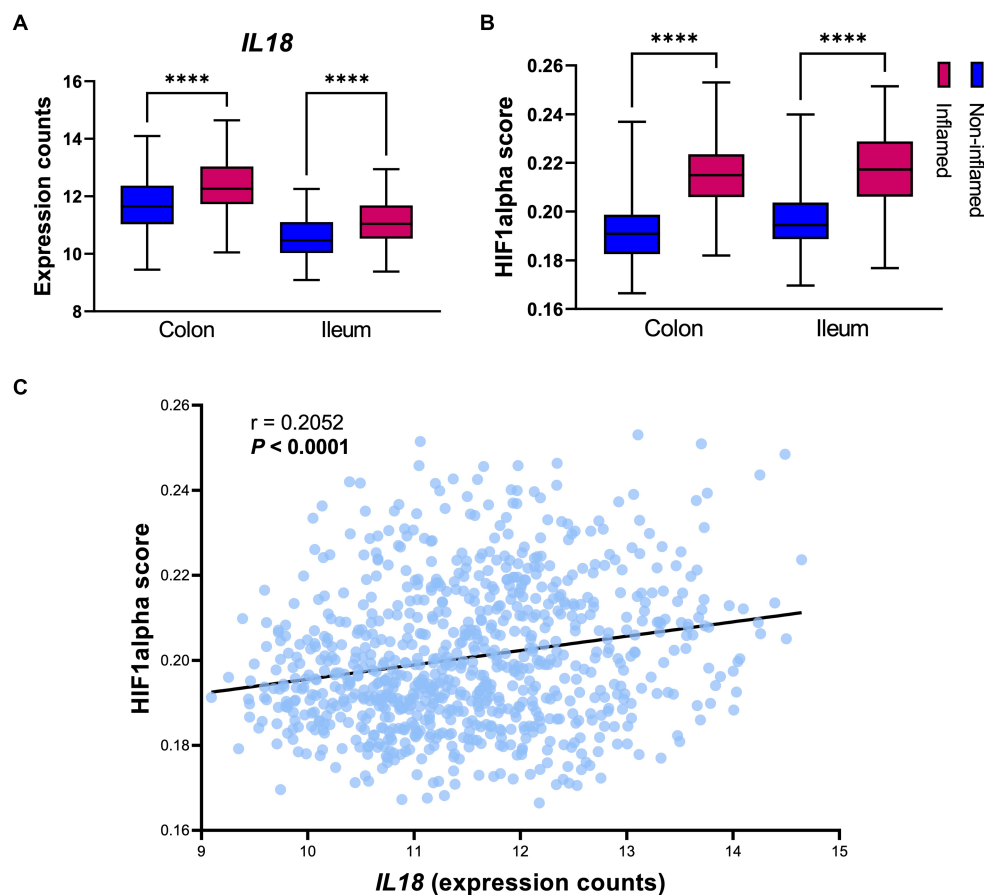 A
IL18
Expression counts
16
14
12
10
8
****
****
Colon
Ileum
B
HIF1alpha score
0.26
0.24
0.22
0.20
0.18
0.16
****
****
Colon
Ileum
Inflamed
Non-inflamed
C
HIF1alpha score
0.26
0.24
0.22
0.20
0.18
0.16
r = 0.2052
P < 0.0001
9
10
11
12
13
14
15
IL18 (expression counts)